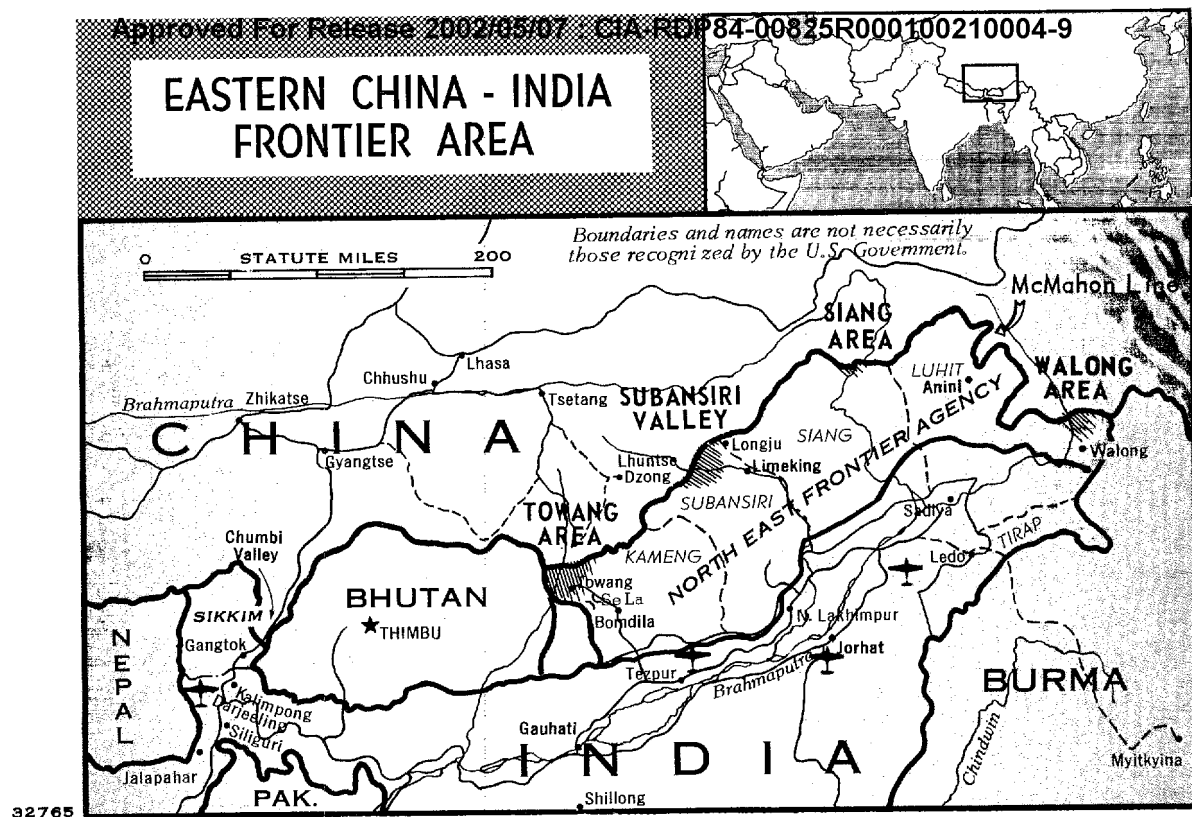 Approved For Release 2002/05/07 : CIA-RDP84-00825R000100210004-9
EASTERN CHINA - INDIA
FRONTIER AREA
Boundaries and names are not necessarily
those recognized by the U.S. Government.
0 STATUTE MILES 200
McMahon Line
SIANG
AREA
Lhasa
LUHIT
Anini
WALONG
AREA
Chhushu
Brahmaputra
Zhikatse
Tsetang
SUBANSIRI
VALLEY
CHINA
Longju
SIANG
Walong
Gyangtse
Lhuntse
Dzong
Limeking
NORTH EAST FRONTIER AGENCY
SUBANSIRI
Sadiya
TOWANG
AREA
TIRAP
Chumbi
Valley
KAMENG
Ledo
Towang
Se La
Bomdila
BHUTAN
THIMBU
SIKKIM
N. Lakhimpur
NEPAL
Gangtok
Jorhat
Tezpur
Brahmaputra
BURMA
Kalimpong
Darjeeling
Siliguri
Gauhati
INDIA
Chindwin
Myitkyina
Jalapahar
PAK.
Shillong
32765